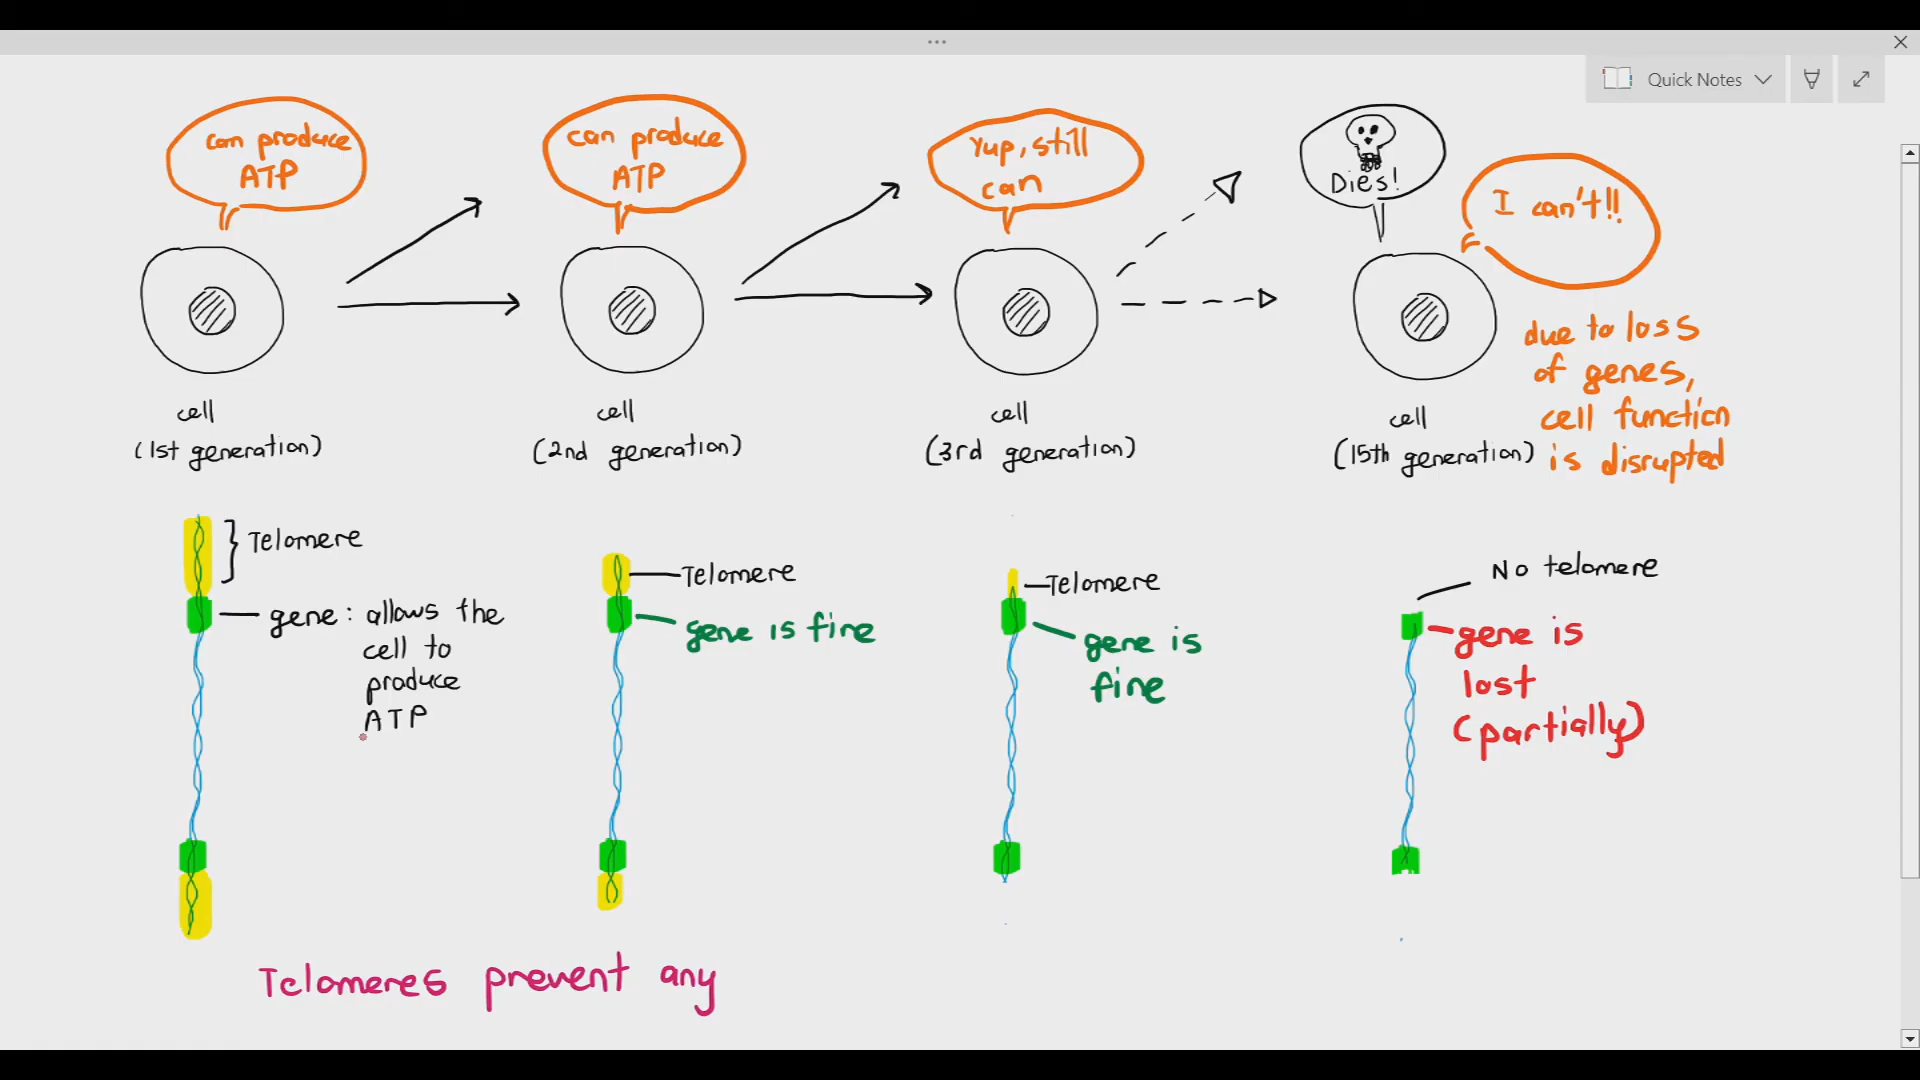 Quick Notes
can produce
ATP
can produce
ATP
Yup, still
can
Dies!
I can't!!
due to loss
of genes,
cell function
is disrupted
cell
(1st generation)
cell
(2nd generation)
cell
(3rd generation)
cell
(15th generation)
Telomere
gene: allows the
cell to
produce
ATP
Telomere
gene is fine
Telomere
gene is
fine
No telomere
gene is
lost
(partially)
Telomeres prevent any